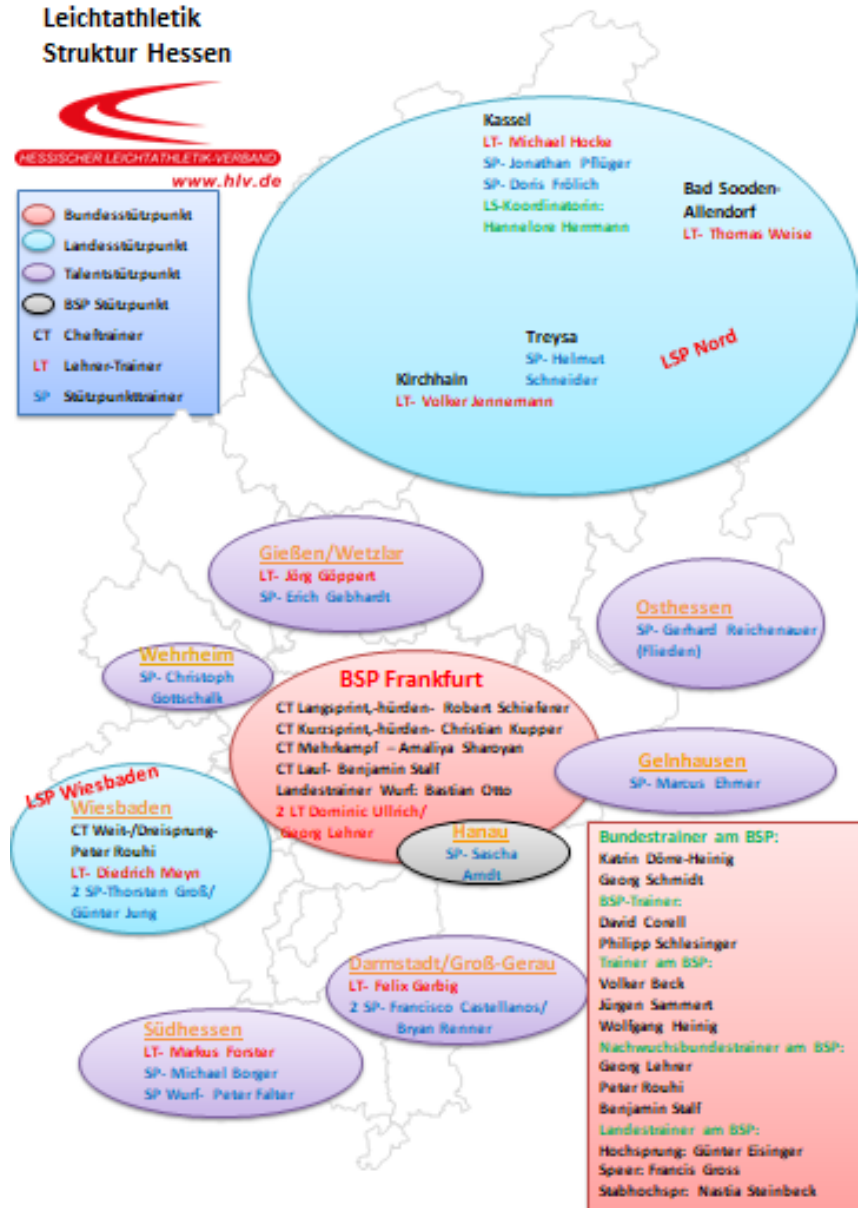 Leichtathletik
Struktur Hessen
HESSISCHER LEICHTATHLETIK-VERBAND
www.hlv.de
Bundesstützpunkt
Landesstützpunkt
Talentstützpunkt
BSP Stützpunkt
CT Cheftrainer
LT Lehrer-Trainer
SP Stützpunkttrainer
Kassel
LT- Michael Hocke
SP- Jonathan Pflüger
SP- Doris Frölich
LS-Koordinatorin:
Hannelore Herrmann
Bad Sooden-
Allendorf
LT- Thomas Weise
Treysa
SP- Helmut
Schneider
LSP Nord
Kirchhain
LT- Volker Jennemann
Gießen/Wetzlar
LT- Jörg Göppert
SP- Erich Gebhardt
Osthessen
SP- Gerhard Reichenauer
(Flieden)
Wehrheim
SP- Christoph
Gottschalk
BSP Frankfurt
CT Langsprint,-hürden- Robert Schieferer
CT Kurzsprint,-hürden- Christian Kupper
CT Mehrkampf – Amaliya Sharoyan
CT Lauf- Benjamin Stalf
Landestrainer Wurf: Bastian Otto
2 LT Dominic Ullrich/
Georg Lehrer
Gelnhausen
SP- Marcus Ehmer
LSP Wiesbaden
Wiesbaden
CT Weit-/Dreisprung-
Peter Rouhi
LT- Diedrich Meyn
2 SP-Thorsten Groß/
Günter Jung
Hanau
SP- Sascha
Arndt
Darmstadt/Groß-Gerau
LT- Felix Gerbig
2 SP- Francisco Castellanos/
Bryan Renner
Südhessen
LT- Markus Forster
SP- Michael Borger
SP Wurf- Peter Falter
Bundestrainer am BSP:
Katrin Dörre-Heinig
Georg Schmidt
BSP-Trainer:
David Corell
Philipp Schlesinger
Trainer am BSP:
Volker Beck
Jürgen Sammert
Wolfgang Heinig
Nachwuchsbundestrainer am BSP:
Georg Lehrer
Peter Rouhi
Benjamin Stalf
Landestrainer am BSP:
Hochsprung: Günter Eisinger
Speer: Francis Gross
Stabhochspr: Nastia Steinbeck